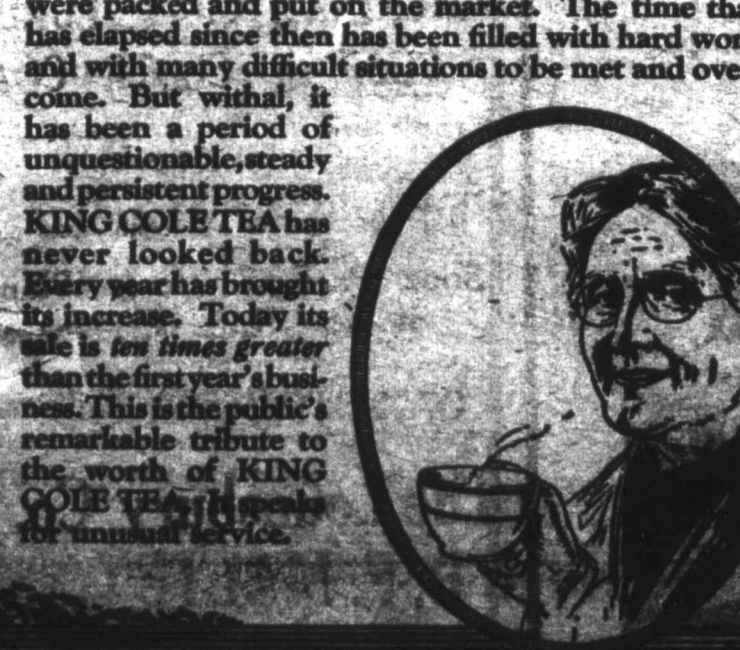 were packed and put on the market. The time tha
has elapsed since then has been filled with hard wor
and with many difficult situations to be met and over
come. But withal, it
has been a period of
unquestionable, steady
and persistent progress.
KING COLE TEA has
never looked back.
Every year has brought
its increase. Today its
sale is ten times greater
than the first year's busi-
ness. This is the public's
remarkable tribute to
the worth of KING
COLE TEA. It speaks
for unusual service.